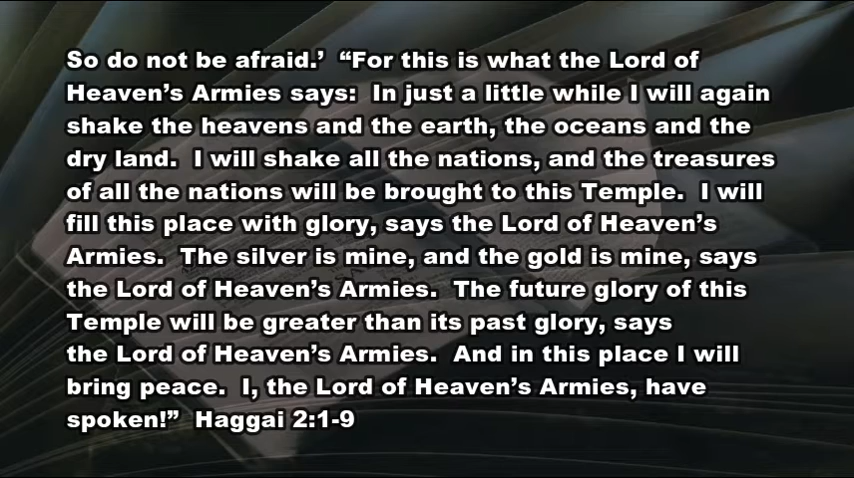 So do not be afraid.’  “For this is what the Lord of
Heaven’s Armies says:  In just a little while I will again
shake the heavens and the earth, the oceans and the
dry land.  I will shake all the nations, and the treasures
of all the nations will be brought to this Temple.  I will
fill this place with glory, says the Lord of Heaven’s
Armies.  The silver is mine, and the gold is mine, says
the Lord of Heaven’s Armies.  The future glory of this
Temple will be greater than its past glory, says
the Lord of Heaven’s Armies.  And in this place I will
bring peace.  I, the Lord of Heaven’s Armies, have
spoken!”  Haggai 2:1-9